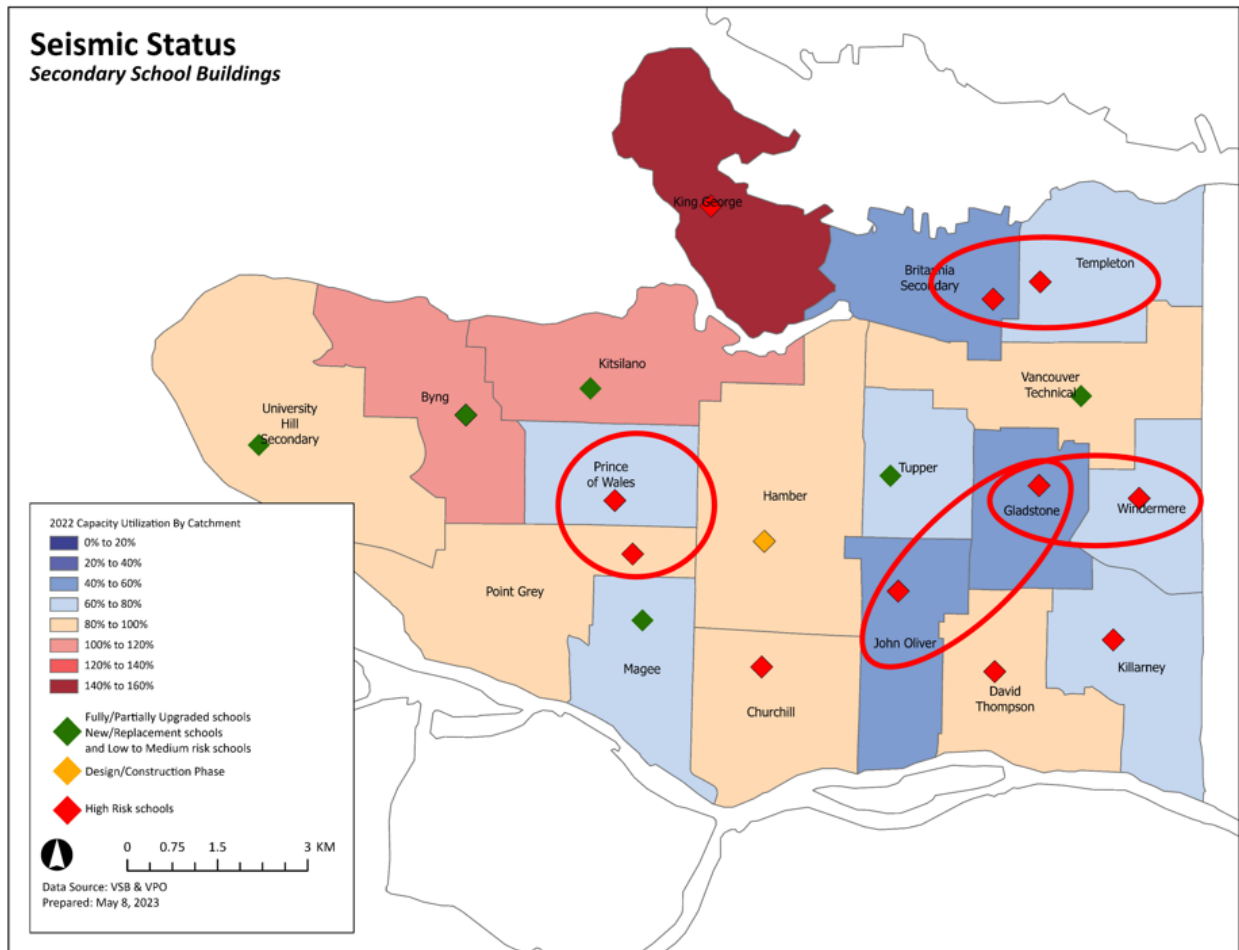 Seismic Status
Secondary School Buildings
King George
Britannia
Secondary
Templeton
Kitsilano
Vancouver
Technical
Byng
University
Hill
Secondary
Prince
of Wales
Tupper
Hamber
Gladstone
Windermere
Point Grey
John Oliver
Magee
Killarney
David
Thompson
Churchill
2022 Capacity Utilization By Catchment
0% to 20%
20% to 40%
40% to 60%
60% to 80%
80% to 100%
100% to 120%
120% to 140%
140% to 160%
Fully/Partially Upgraded schools
New/Replacement schools
and Low to Medium risk schools
Design/Construction Phase
High Risk schools
0 0.75 1.5 3 KM
Data Source: VSB & VPO
Prepared: May 8, 2023